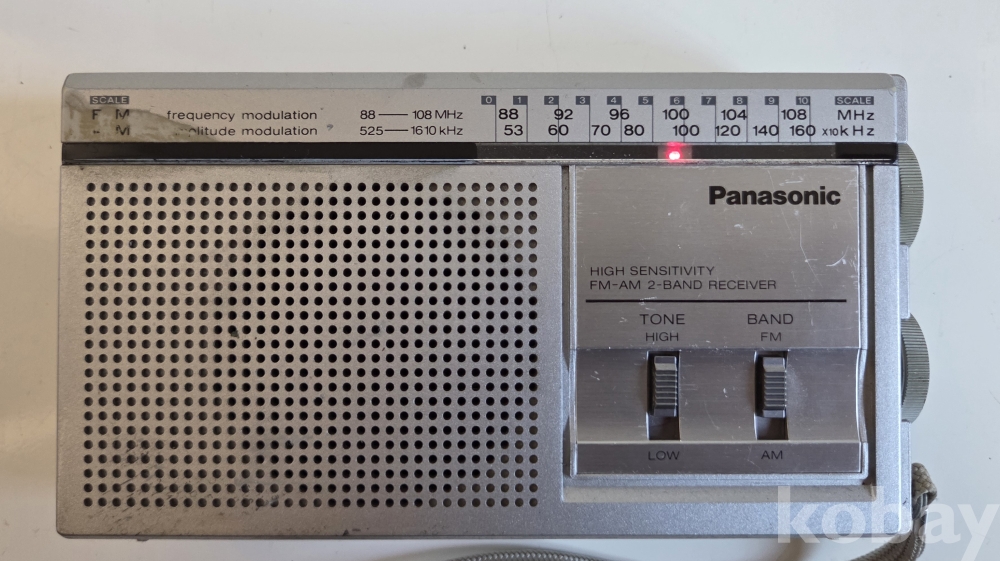 SCALE 0 1 2 3 4 5 6 7 8 9 10 SCALE
F M frequency modulation 88 — 108 MHz 88 92 96 100 104 108 MHz
M plitude modulation 525 — 1610 kHz 53 60 70 80 100 120 140 160 x10 kHz
Panasonic
HIGH SENSITIVITY
FM-AM 2-BAND RECEIVER
TONE BAND
HIGH FM
LOW AM
kobay